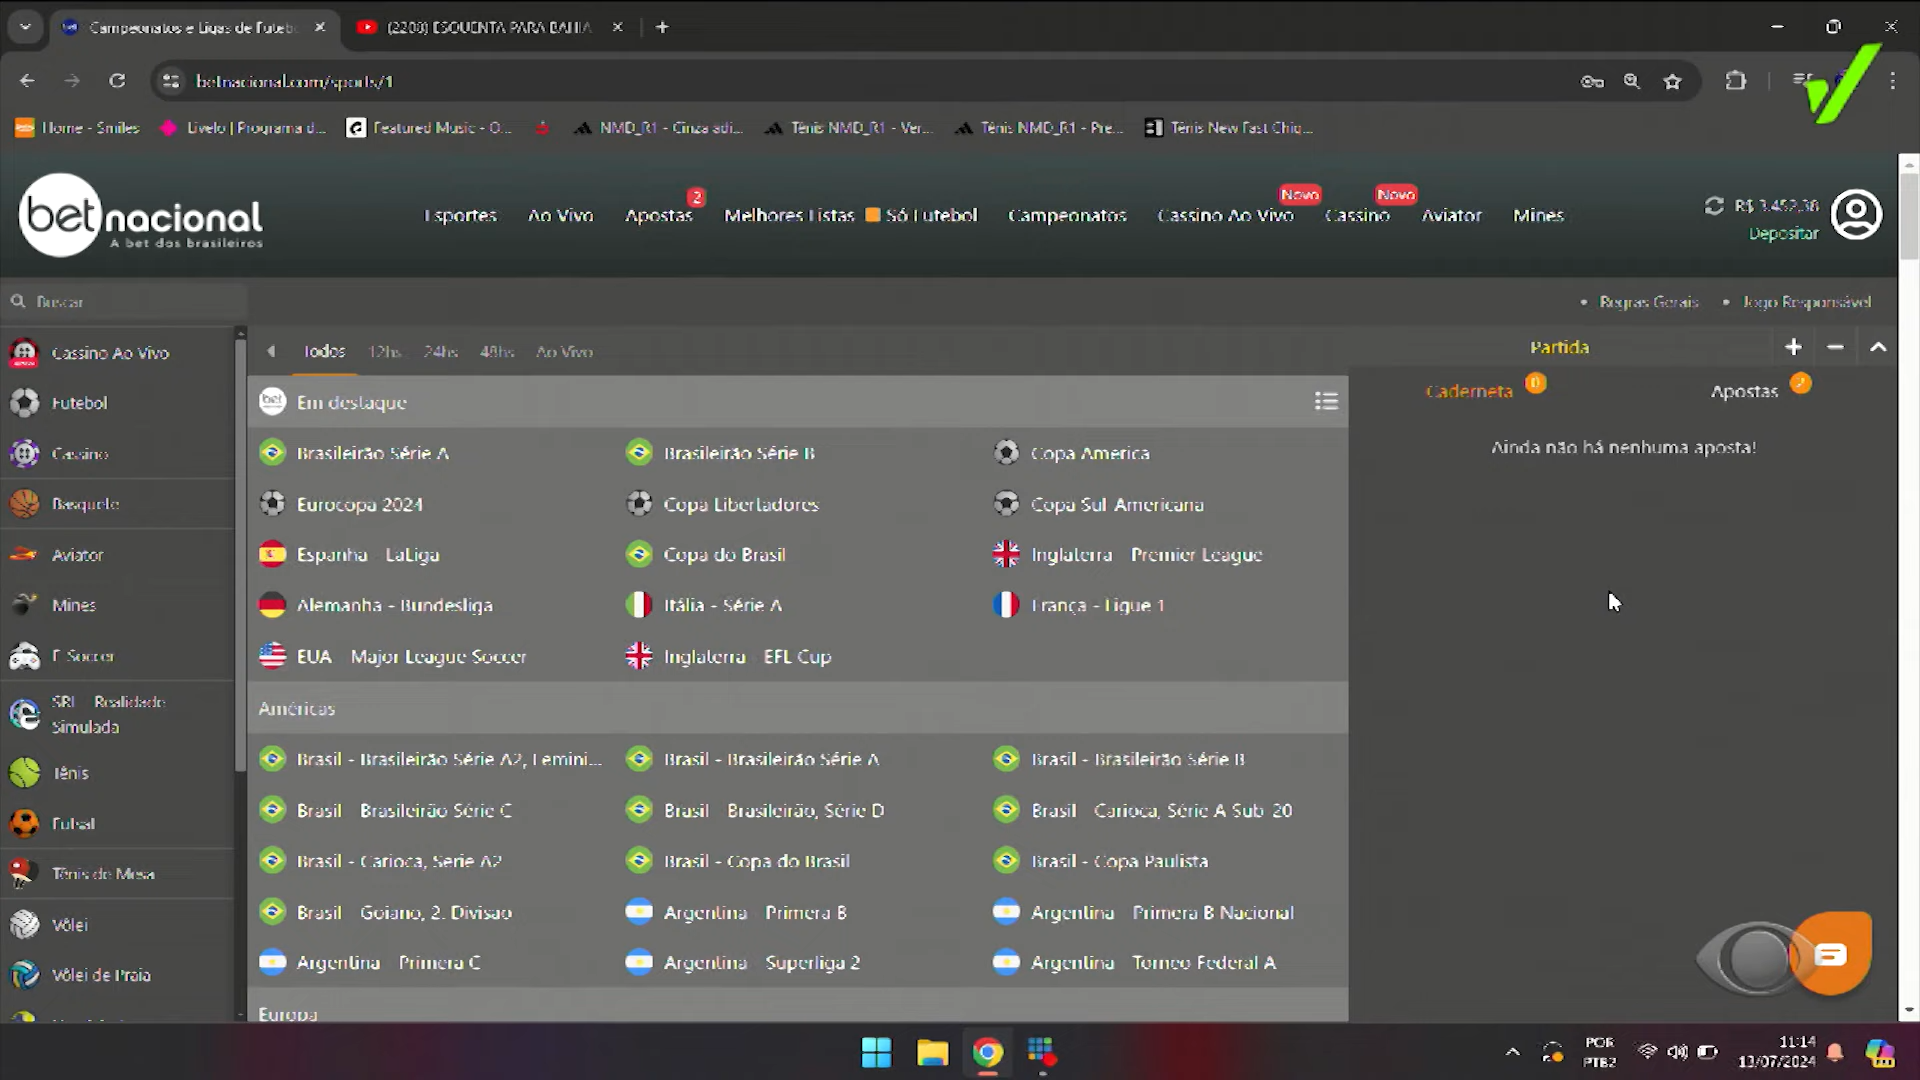 Campeonatos e Ligas de Futeb
(2208) ESQUENTA PARA BAHIA
betnacional.com/sports/1
Home - Smiles
Livelo | Programa d...
Featured Music - O...
NMD_R1 - Cinza adi...
Tênis NMD_R1 - Ver...
Tênis NMD_R1 - Pre...
Tênis New Fast Chiq...
betnacional
A bet dos brasileiros
Esportes
Ao Vivo
Apostas
2
Melhores Listas
Só Futebol
Campeonatos
Cassino Ao Vivo
Novo
Cassino
Novo
Aviator
Mines
R$ 3.452,38
Depositar
Buscar
• Regras Gerais
• Jogo Responsável
Cassino Ao Vivo
Futebol
Cassino
Basquete
Aviator
Mines
E-Soccer
SRL - Realidade
Simulada
Tênis
Futsal
Tênis de Mesa
Vôlei
Vôlei de Praia
Todos
12hs
24hs
48hs
Ao Vivo
bet
Em destaque
Brasileirão Série A
Brasileirão Série B
Copa America
Eurocopa 2024
Copa Libertadores
Copa Sul-Americana
Espanha - LaLiga
Copa do Brasil
Inglaterra - Premier League
Alemanha - Bundesliga
Itália - Série A
França - Ligue 1
EUA - Major League Soccer
Inglaterra - EFL Cup
Américas
Brasil - Brasileirão Série A2, Femini...
Brasil - Brasileirão Série A
Brasil - Brasileirão Série B
Brasil - Brasileirão Série C
Brasil - Brasileirão, Série D
Brasil - Carioca, Série A Sub-20
Brasil - Carioca, Serie A2
Brasil - Copa do Brasil
Brasil - Copa Paulista
Brasil - Goiano, 2. Divisao
Argentina - Primera B
Argentina - Primera B Nacional
Argentina - Primera C
Argentina - Superliga 2
Argentina - Torneo Federal A
Europa
Partida
Caderneta
0
Apostas
2
Ainda não há nenhuma aposta!
POR
PTB2
11:14
13/07/2024